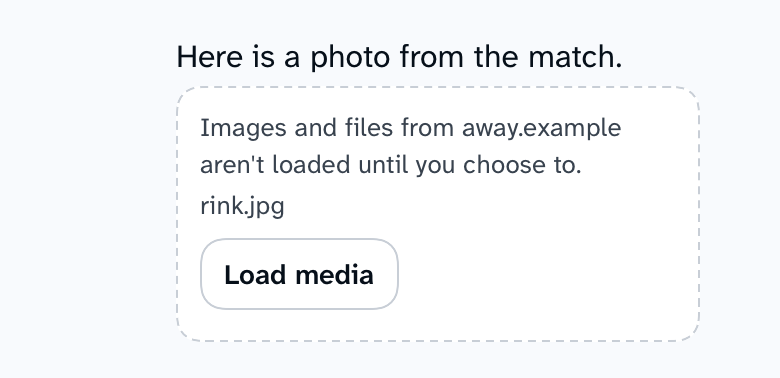 Here is a photo from the match.
Images and files from away.example
aren't loaded until you choose to.
rink.jpg
Load media